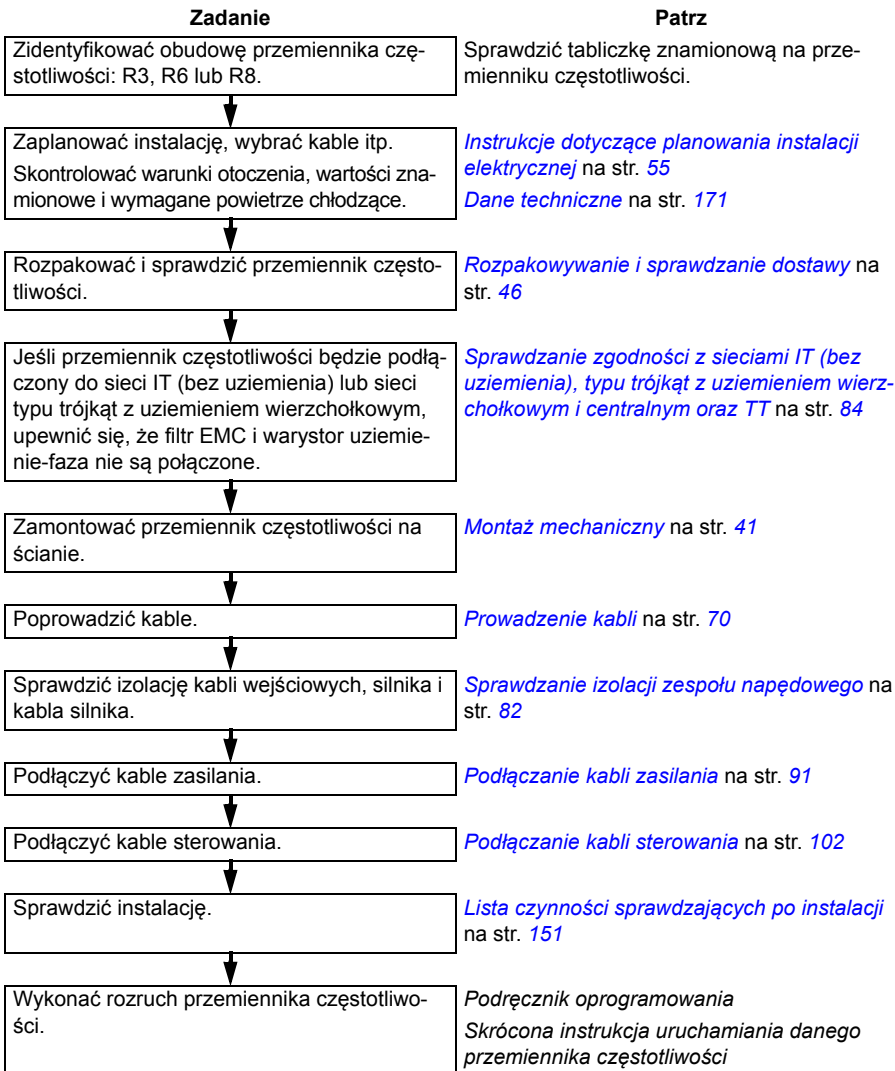 Zadanie
Patrz
Zidentyfikować obudowę przemiennika czę-
stotliwości: R3, R6 lub R8.
Sprawdzić tabliczkę znamionową na prze-
mienniku częstotliwości.
Zaplanować instalację, wybrać kable itp.
Skontrolować warunki otoczenia, wartości zna-
mionowe i wymagane powietrze chłodzące.
Instrukcje dotyczące planowania instalacji
elektrycznej na str. 55
Dane techniczne na str. 171
Rozpakować i sprawdzić przemiennik często-
tliwości.
Rozpakowywanie i sprawdzanie dostawy na
str. 46
Jeśli przemiennik częstotliwości będzie podłą-
czony do sieci IT (bez uziemienia) lub sieci
typu trójkąt z uziemieniem wierzchołkowym,
upewnić się, że filtr EMC i warystor uziemie-
nie-faza nie są połączone.
Sprawdzanie zgodności z sieciami IT (bez
uziemienia), typu trójkąt z uziemieniem wierz-
chołkowym i centralnym oraz TT na str. 84
Zamontować przemiennik częstotliwości na
ścianie.
Montaż mechaniczny na str. 41
Poprowadzić kable.
Prowadzenie kabli na str. 70
Sprawdzić izolację kabli wejściowych, silnika i
kabla silnika.
Sprawdzanie izolacji zespołu napędowego na
str. 82
Podłączyć kable zasilania.
Podłączanie kabli zasilania na str. 91
Podłączyć kable sterowania.
Podłączanie kabli sterowania na str. 102
Sprawdzić instalację.
Lista czynności sprawdzających po instalacji
na str. 151
Wykonać rozruch przemiennika częstotliwo-
ści.
Podręcznik oprogramowania
Skrócona instrukcja uruchamiania danego
przemiennika częstotliwości